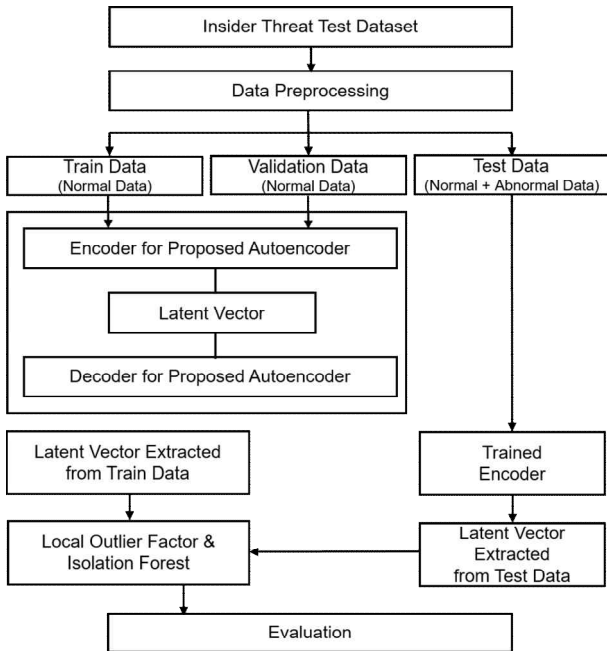 Insider Threat Test Dataset
Data Preprocessing
Train Data
(Normal Data)
Validation Data
(Normal Data)
Test Data
(Normal + Abnormal Data)
Encoder for Proposed Autoencoder
Latent Vector
Decoder for Proposed Autoencoder
Latent Vector Extracted
from Train Data
Trained
Encoder
Local Outlier Factor &
Isolation Forest
Latent Vector
Extracted
from Test Data
Evaluation